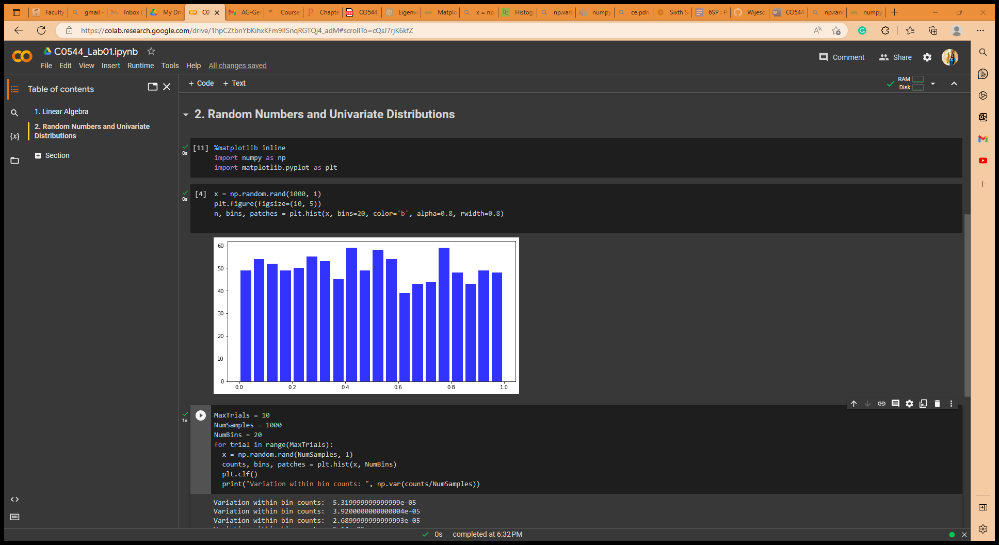 Faculty
gmail -
Inbox (
My Driv
C0
AG-Ger
Course
Chapte
CO544_
Eigenva
Matplo
x = np.
Histog
np.var(
numpy
ce.pdn.
Sixth S
6SP : P
Wijeso
CO544
np.ran
numpy
https://colab.research.google.com/drive/1hpCZtbnYbKihxKFm9IlSnqRGTQj4_adM#scrollTo=cQsJ7rjK6kfZ
C0544_Lab01.ipynb
Comment
Share
File Edit View Insert Runtime Tools Help All changes saved
Table of contents
+ Code + Text
RAM
Disk
1. Linear Algebra
2. Random Numbers and Univariate
Distributions
Section
2. Random Numbers and Univariate Distributions
0s
[11] %matplotlib inline
import numpy as np
import matplotlib.pyplot as plt
0s
[4] x = np.random.rand(1000, 1)
plt.figure(figsize=(10, 5))
n, bins, patches = plt.hist(x, bins=20, color='b', alpha=0.8, rwidth=0.8)
60
50
40
30
20
10
0
0.0 0.2 0.4 0.6 0.8 1.0
1s
MaxTrials = 10
NumSamples = 1000
NumBins = 20
for trial in range(MaxTrials):
x = np.random.rand(NumSamples, 1)
counts, bins, patches = plt.hist(x, NumBins)
plt.clf()
print("Variation within bin counts: ", np.var(counts/NumSamples))
Variation within bin counts: 5.319999999999999e-05
Variation within bin counts: 3.9200000000000004e-05
Variation within bin counts: 2.6899999999999993e-05
0s completed at 6:32 PM